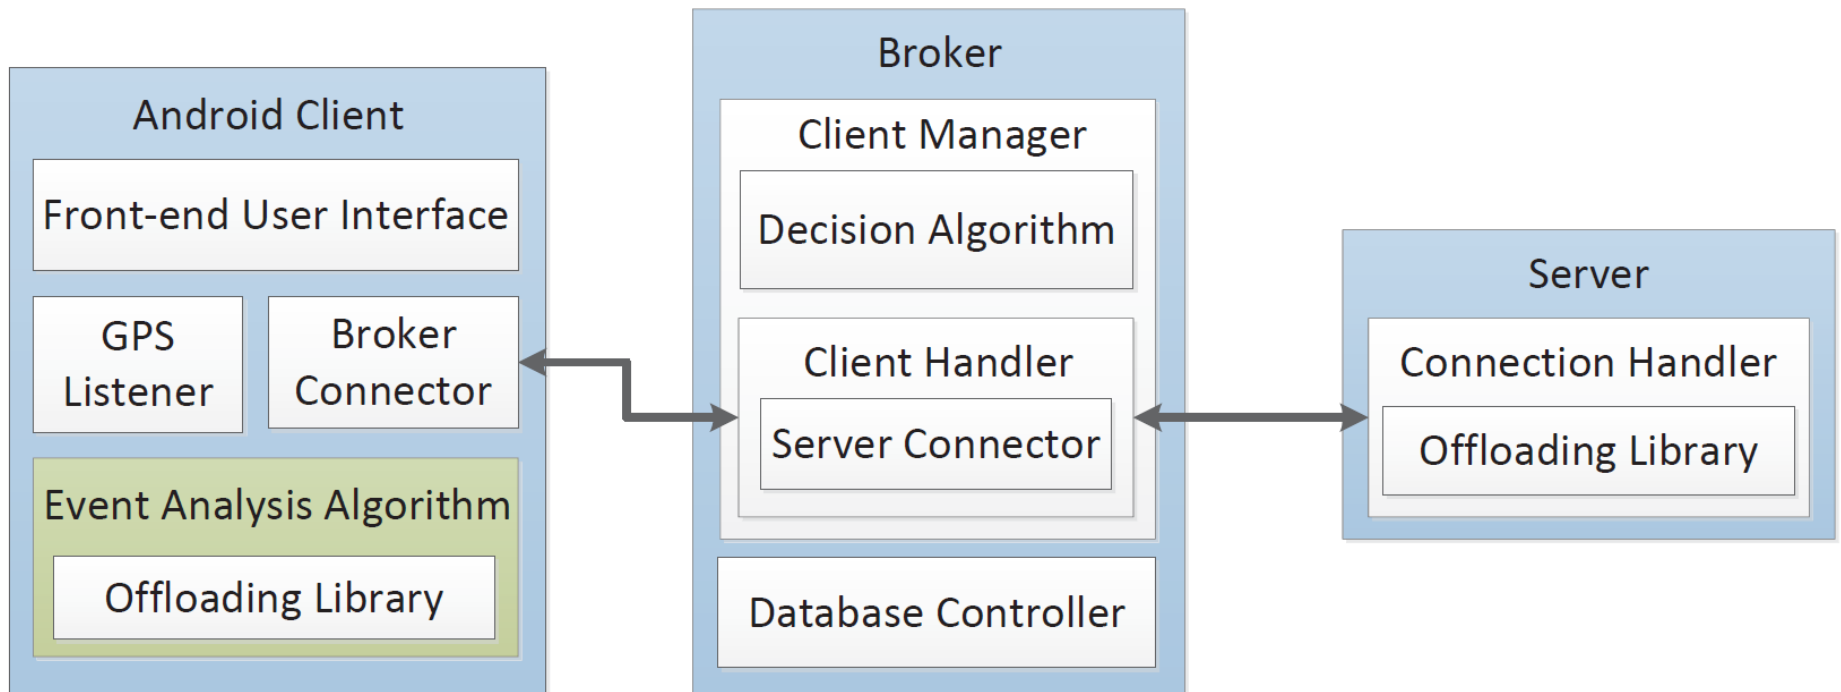 Android Client
Front-end User Interface
GPS
Listener
Broker
Connector
Event Analysis Algorithm
Offloading Library
Broker
Client Manager
Decision Algorithm
Client Handler
Server Connector
Database Controller
Server
Connection Handler
Offloading Library